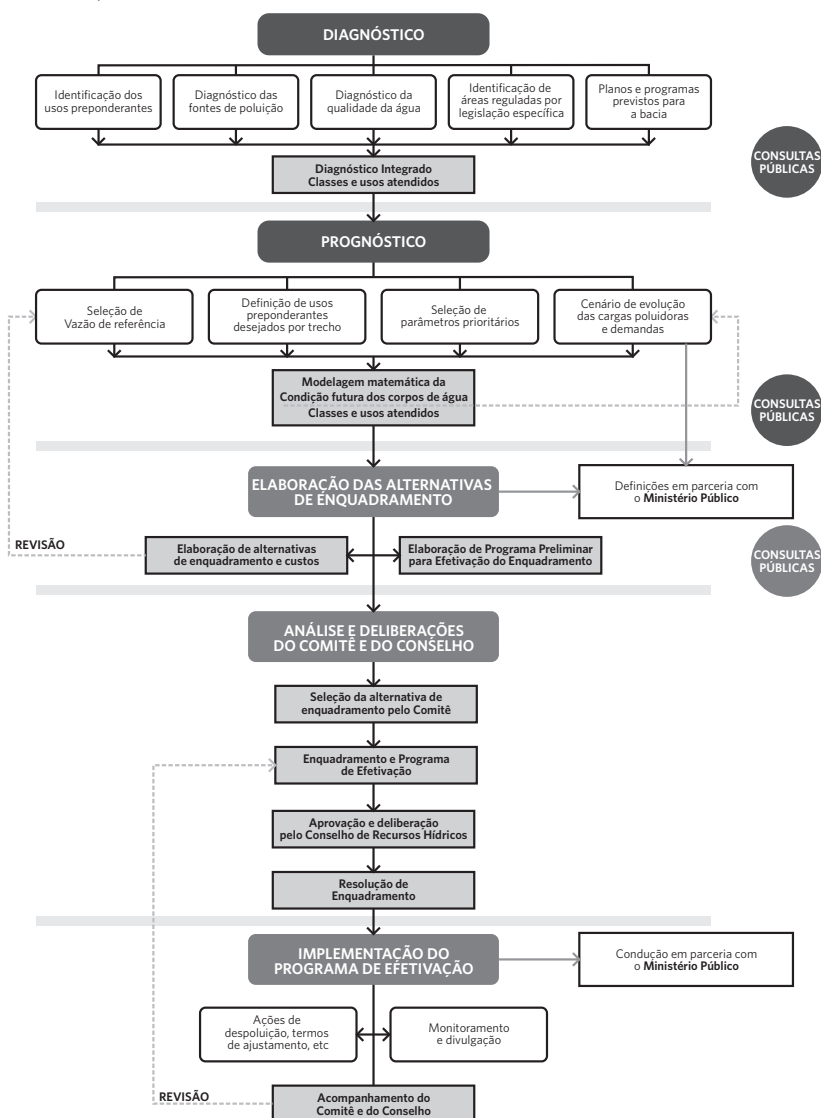 DIAGNÓSTICO
Identificação dos
usos preponderantes
Diagnóstico das
fontes de poluição
Diagnóstico da
qualidade da água
Identificação de
áreas reguladas por
legislação específica
Planos e programas
previstos para
a bacia
CONSULTAS
PÚBLICAS
Diagnóstico Integrado
Classes e usos atendidos
PROGNÓSTICO
Seleção de
Vazão de referência
Definição de usos
preponderantes
desejados por trecho
Seleção de
parâmetros prioritários
Cenário de evolução
das cargas poluidoras
e demandas
Modelagem matemática da
Condição futura dos corpos de água
Classes e usos atendidos
CONSULTAS
PÚBLICAS
ELABORAÇÃO DAS ALTERNATIVAS
DE ENQUADRAMENTO
Definições em parceria com
o Ministério Público
REVISÃO
Elaboração de alternativas
de enquadramento e custos
Elaboração de Programa Preliminar
para Efetivação do Enquadramento
CONSULTAS
PÚBLICAS
ANÁLISE E DELIBERAÇÕES
DO COMITÊ E DO CONSELHO
Seleção da alternativa de
enquadramento pelo Comitê
Enquadramento e Programa
de Efetivação
Aprovação e deliberação
pelo Conselho de Recursos Hídricos
Resolução de
Enquadramento
IMPLEMENTAÇÃO DO
PROGRAMA DE EFETIVAÇÃO
Condução em parceria com
o Ministério Público
Ações de
despoluição, termos
de ajustamento, etc
Monitoramento
e divulgação
REVISÃO
Acompanhamento do
Comitê e do Conselho